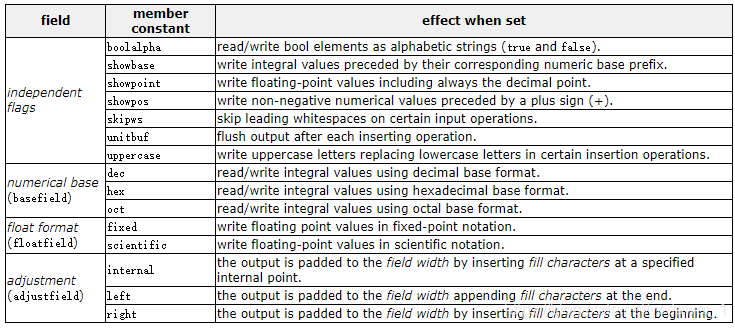 field member constant effect when set
independent flags
boolalpha read/write bool elements as alphabetic strings (true and false).
showbase write integral values preceded by their corresponding numeric base prefix.
showpoint write floating-point values including always the decimal point.
showpos write non-negative numerical values preceded by a plus sign (+).
skipws skip leading whitespaces on certain input operations.
unitbuf flush output after each inserting operation.
uppercase write uppercase letters replacing lowercase letters in certain insertion operations.
numerical base (basefield)
dec read/write integral values using decimal base format.
hex read/write integral values using hexadecimal base format.
oct read/write integral values using octal base format.
float format (floatfield)
fixed write floating point values in fixed-point notation.
scientific write floating-point values in scientific notation.
adjustment (adjustfield)
internal the output is padded to the field width by inserting fill characters at a specified internal point.
left the output is padded to the field width appending fill characters at the end.
right the output is padded to the field width by inserting fill characters at the beginning.